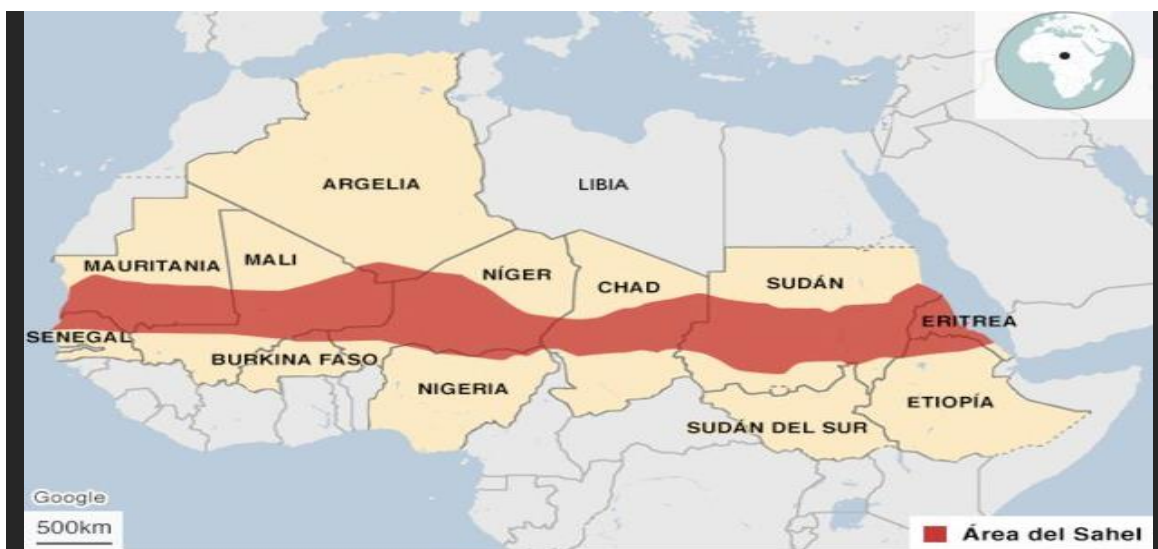 ARGELIA
LIBIA
MAURITANIA
MALI
NÍGER
CHAD
SUDÁN
SENEGAL
BURKINA FASO
NIGERIA
ERITREA
ETIOPÍA
SUDÁN DEL SUR
Google
500km
Área del Sahel